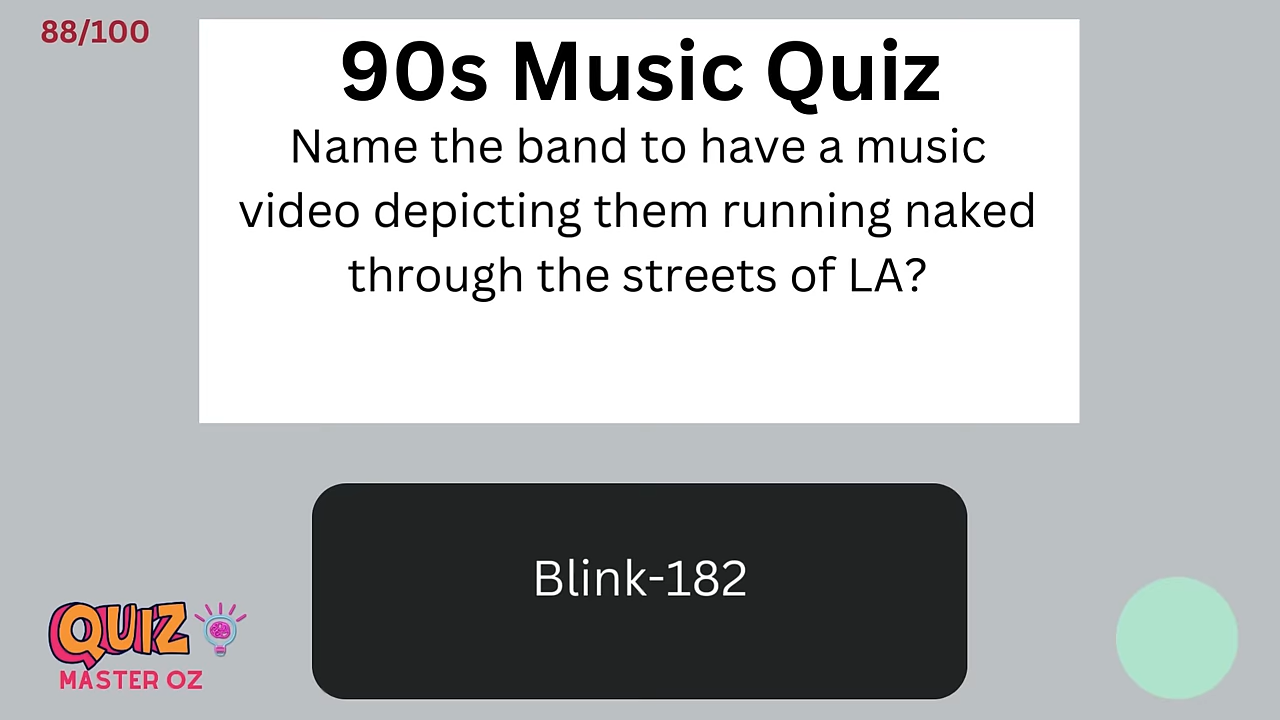 88/100
90s Music Quiz
Name the band to have a music
video depicting them running naked
through the streets of LA?
Blink-182
QUIZ
MASTER OZ